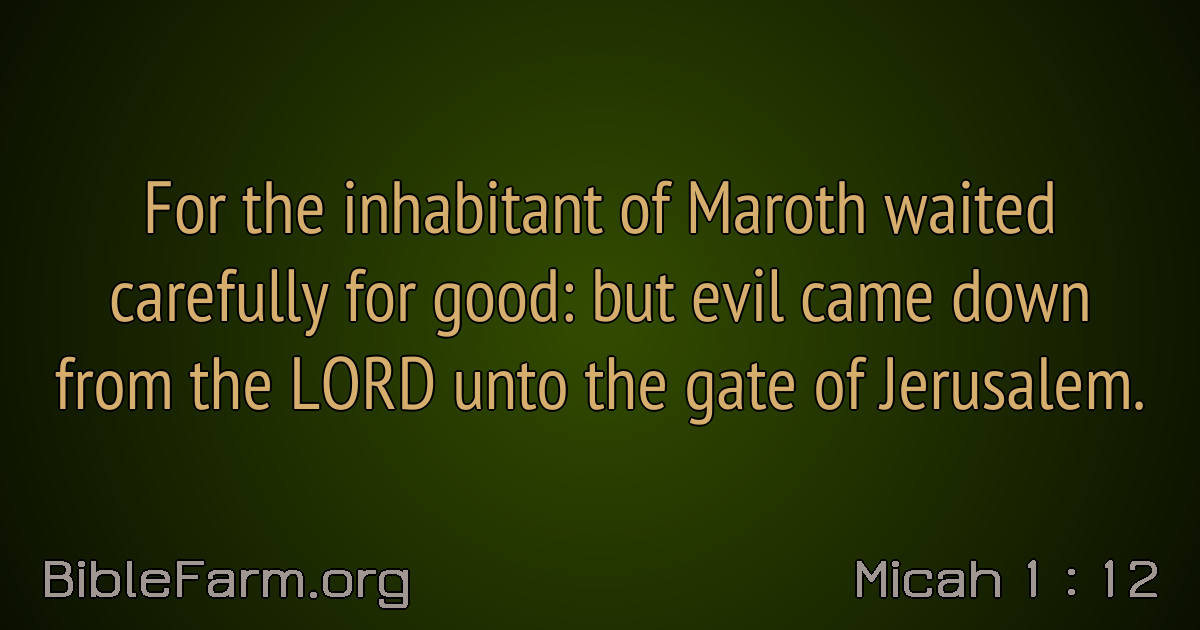 For the inhabitant of Maroth waited
carefully for good: but evil came down
from the LORD unto the gate of Jerusalem.
BibleFarm.org
Micah 1 : 12